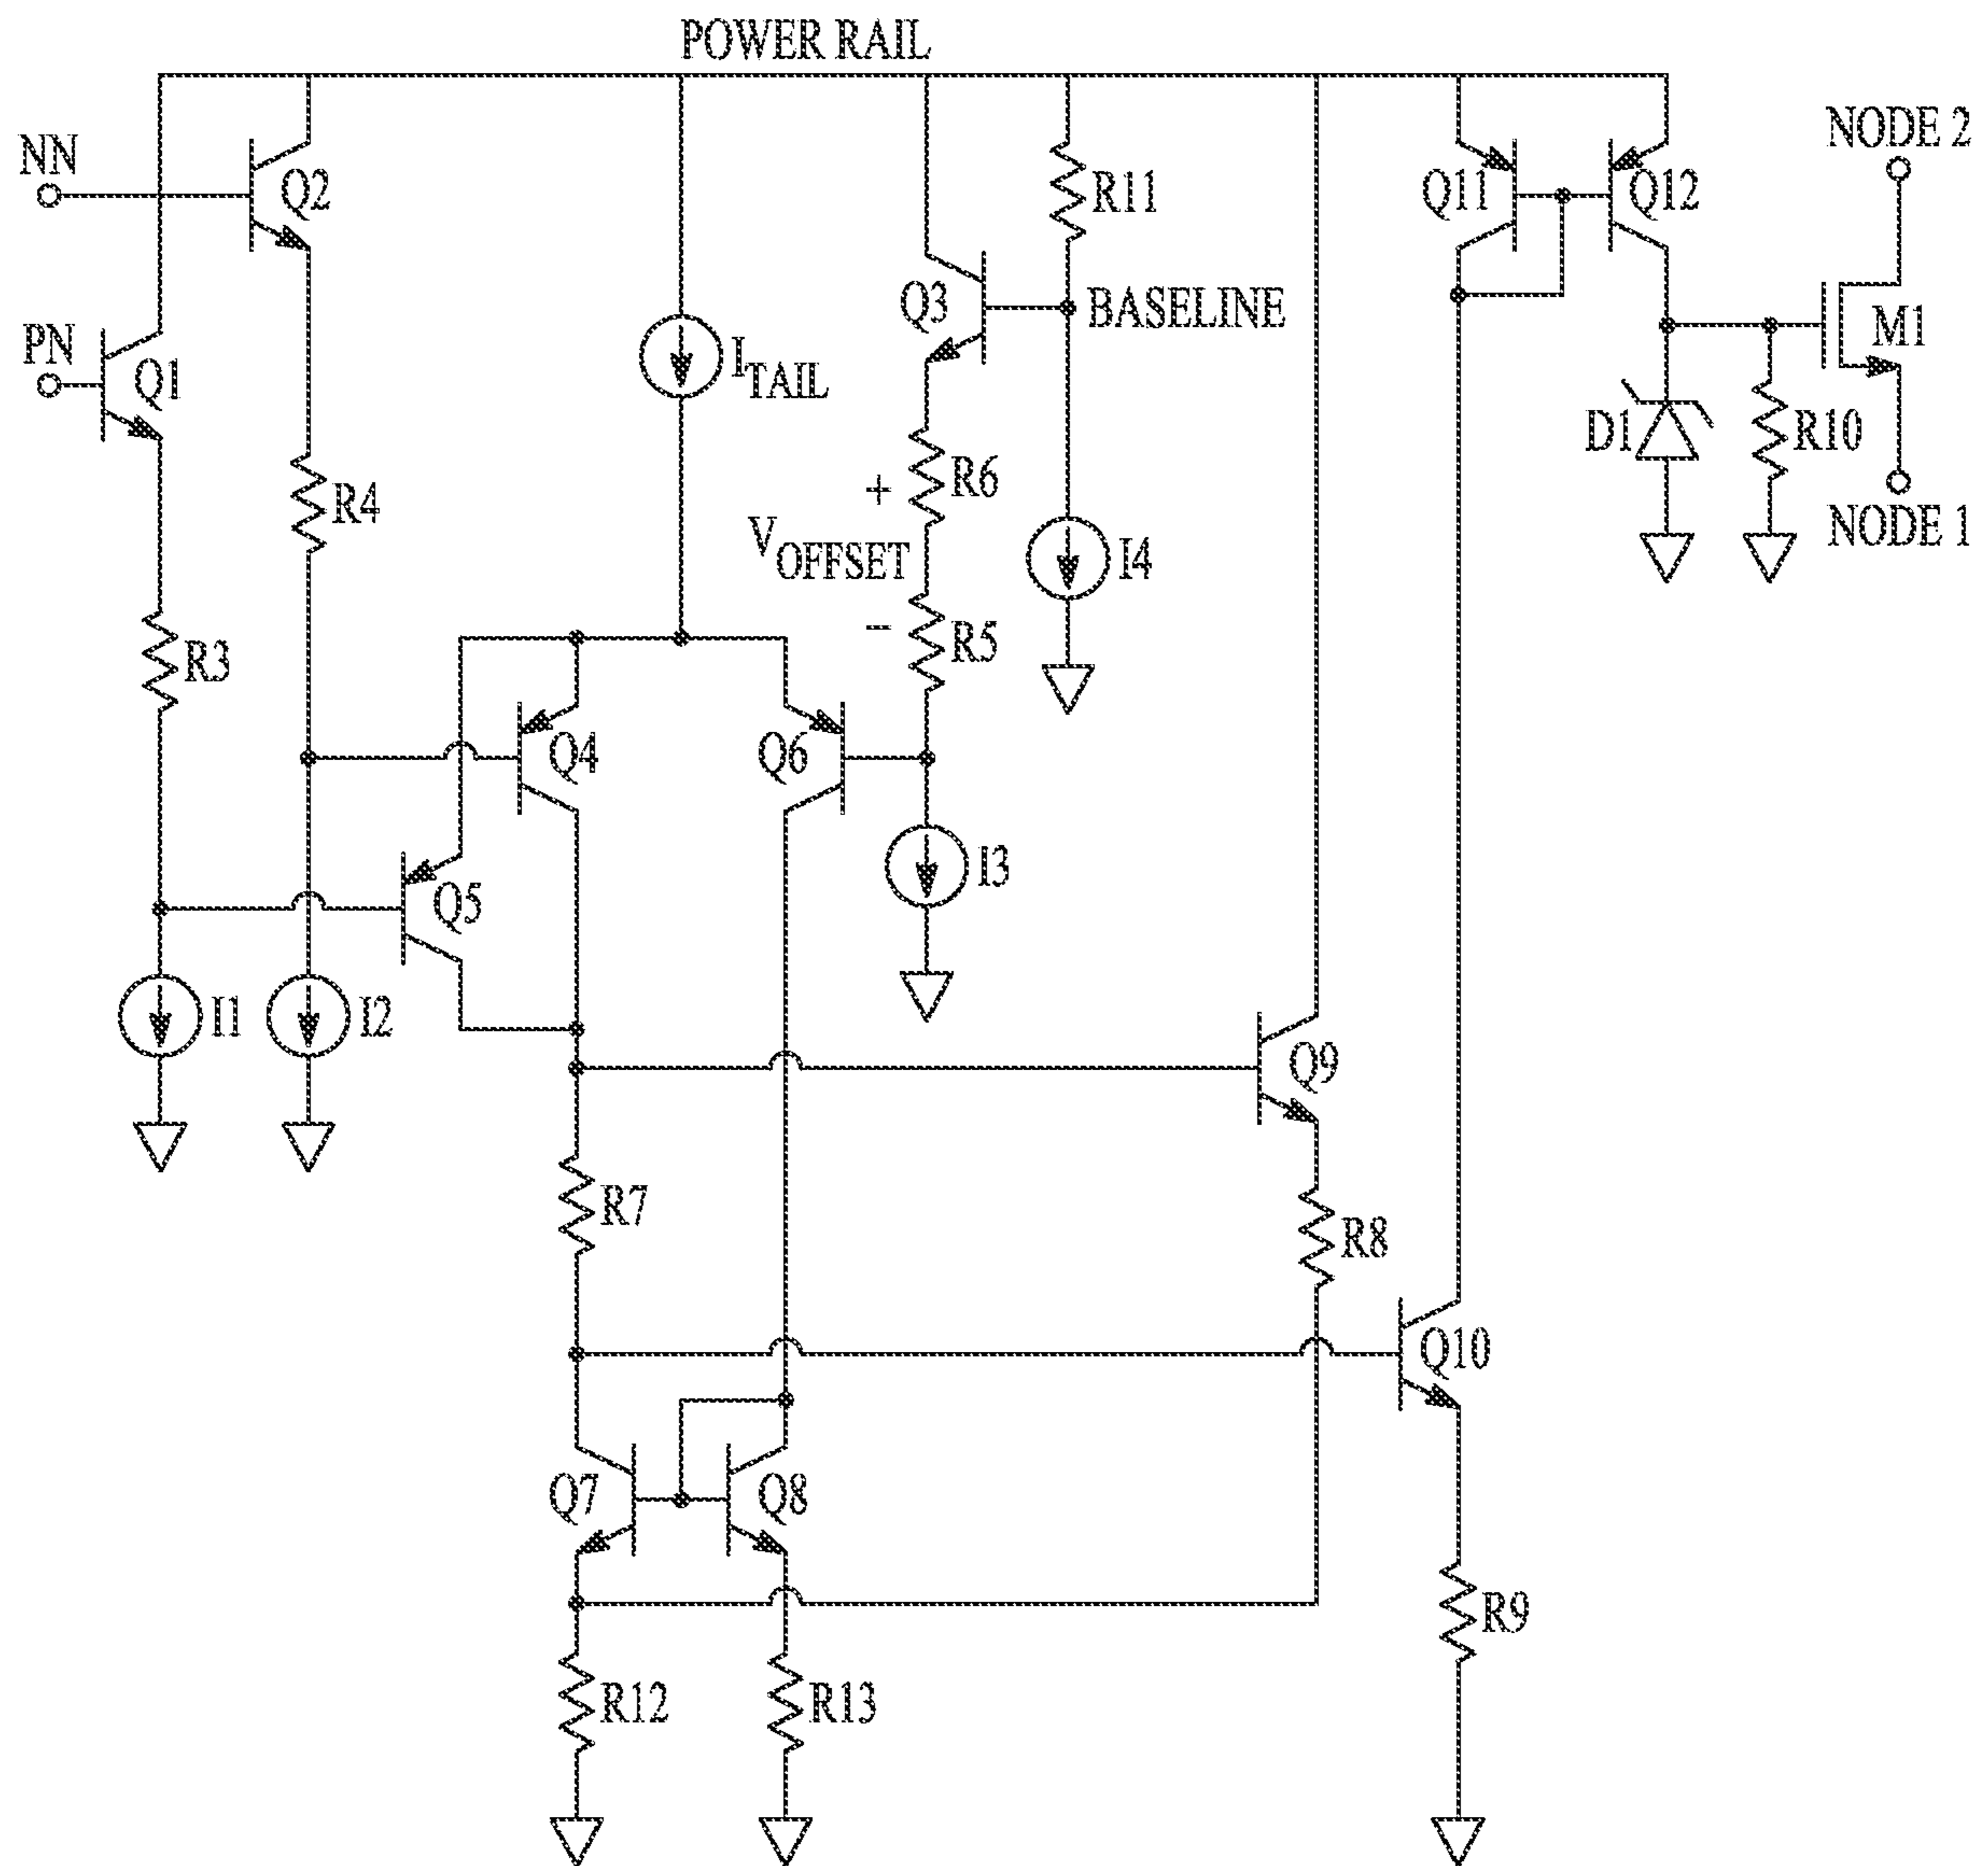 POWER RAIL
NN
Q2
PN
Q1
R4
R3
I TAIL
Q3
R11
BASELINE
Q11
Q12
NODE 2
M1
D1
R10
NODE 1
+
R6
V OFFSET
−
R5
I4
Q4
Q6
Q5
I3
I1
I2
Q9
R7
R8
Q10
Q7
Q8
R9
R12
R13